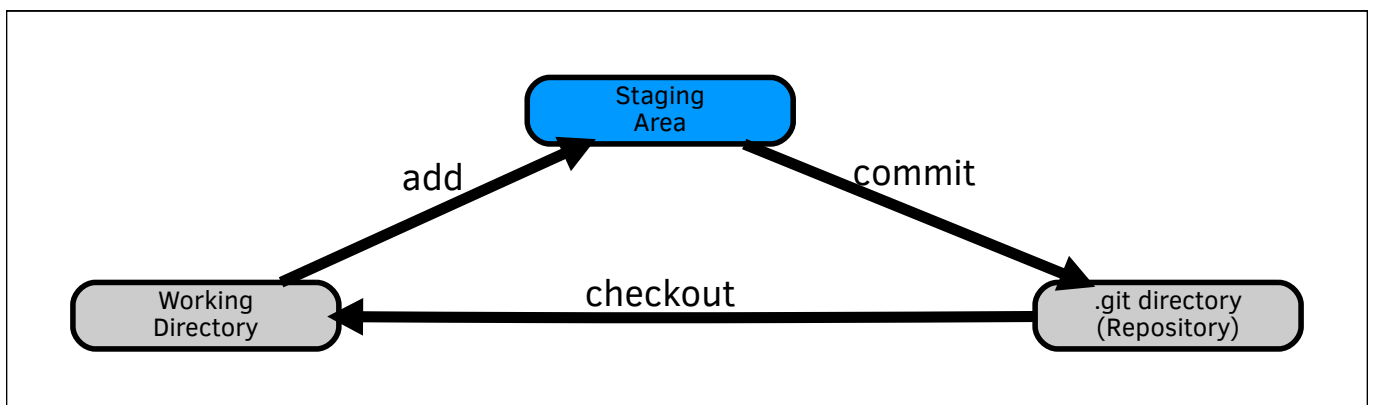 Staging
Area
add
commit
checkout
Working
Directory
.git directory
(Repository)